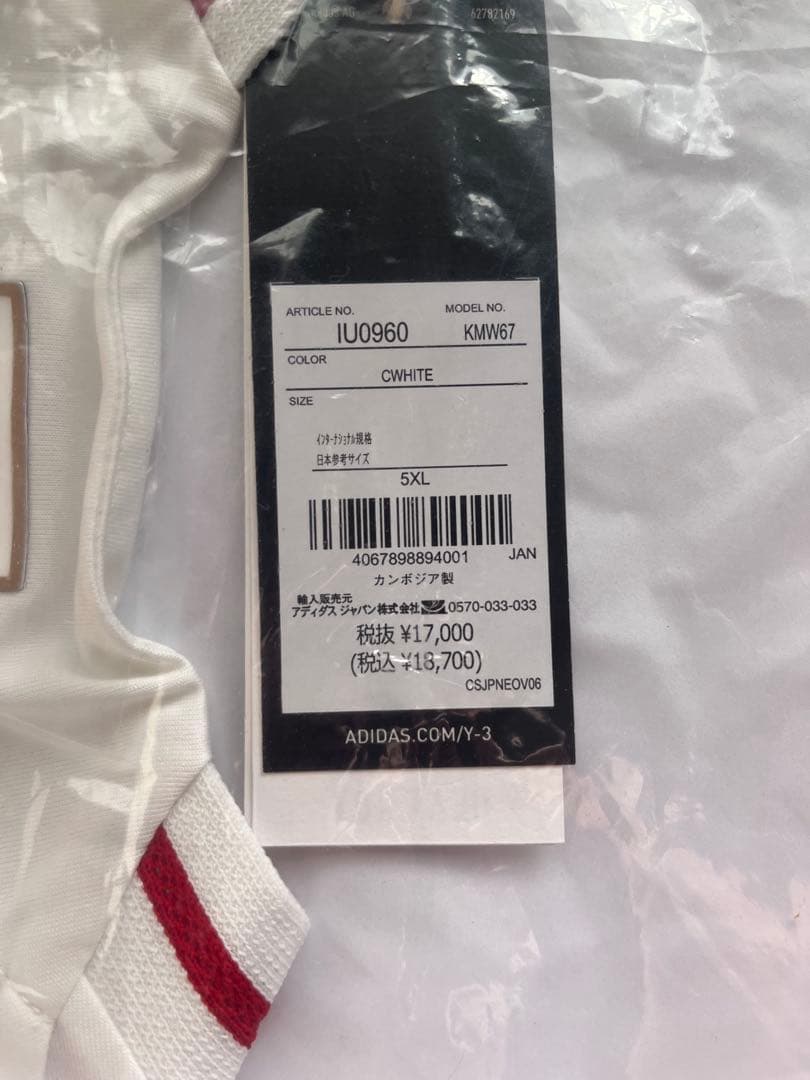 62782169
ARTICLE NO. MODEL NO.
IU0960 KMW67
COLOR
CWHITE
SIZE
インターナショナル規格
日本参考サイズ
5XL
4067898894001 JAN
カンボジア製
輸入販売元
アディダス ジャパン株式会社 0570-033-033
税抜 ¥17,000
(税込 ¥18,700)
CSJPNEOV06
ADIDAS.COM/Y-3